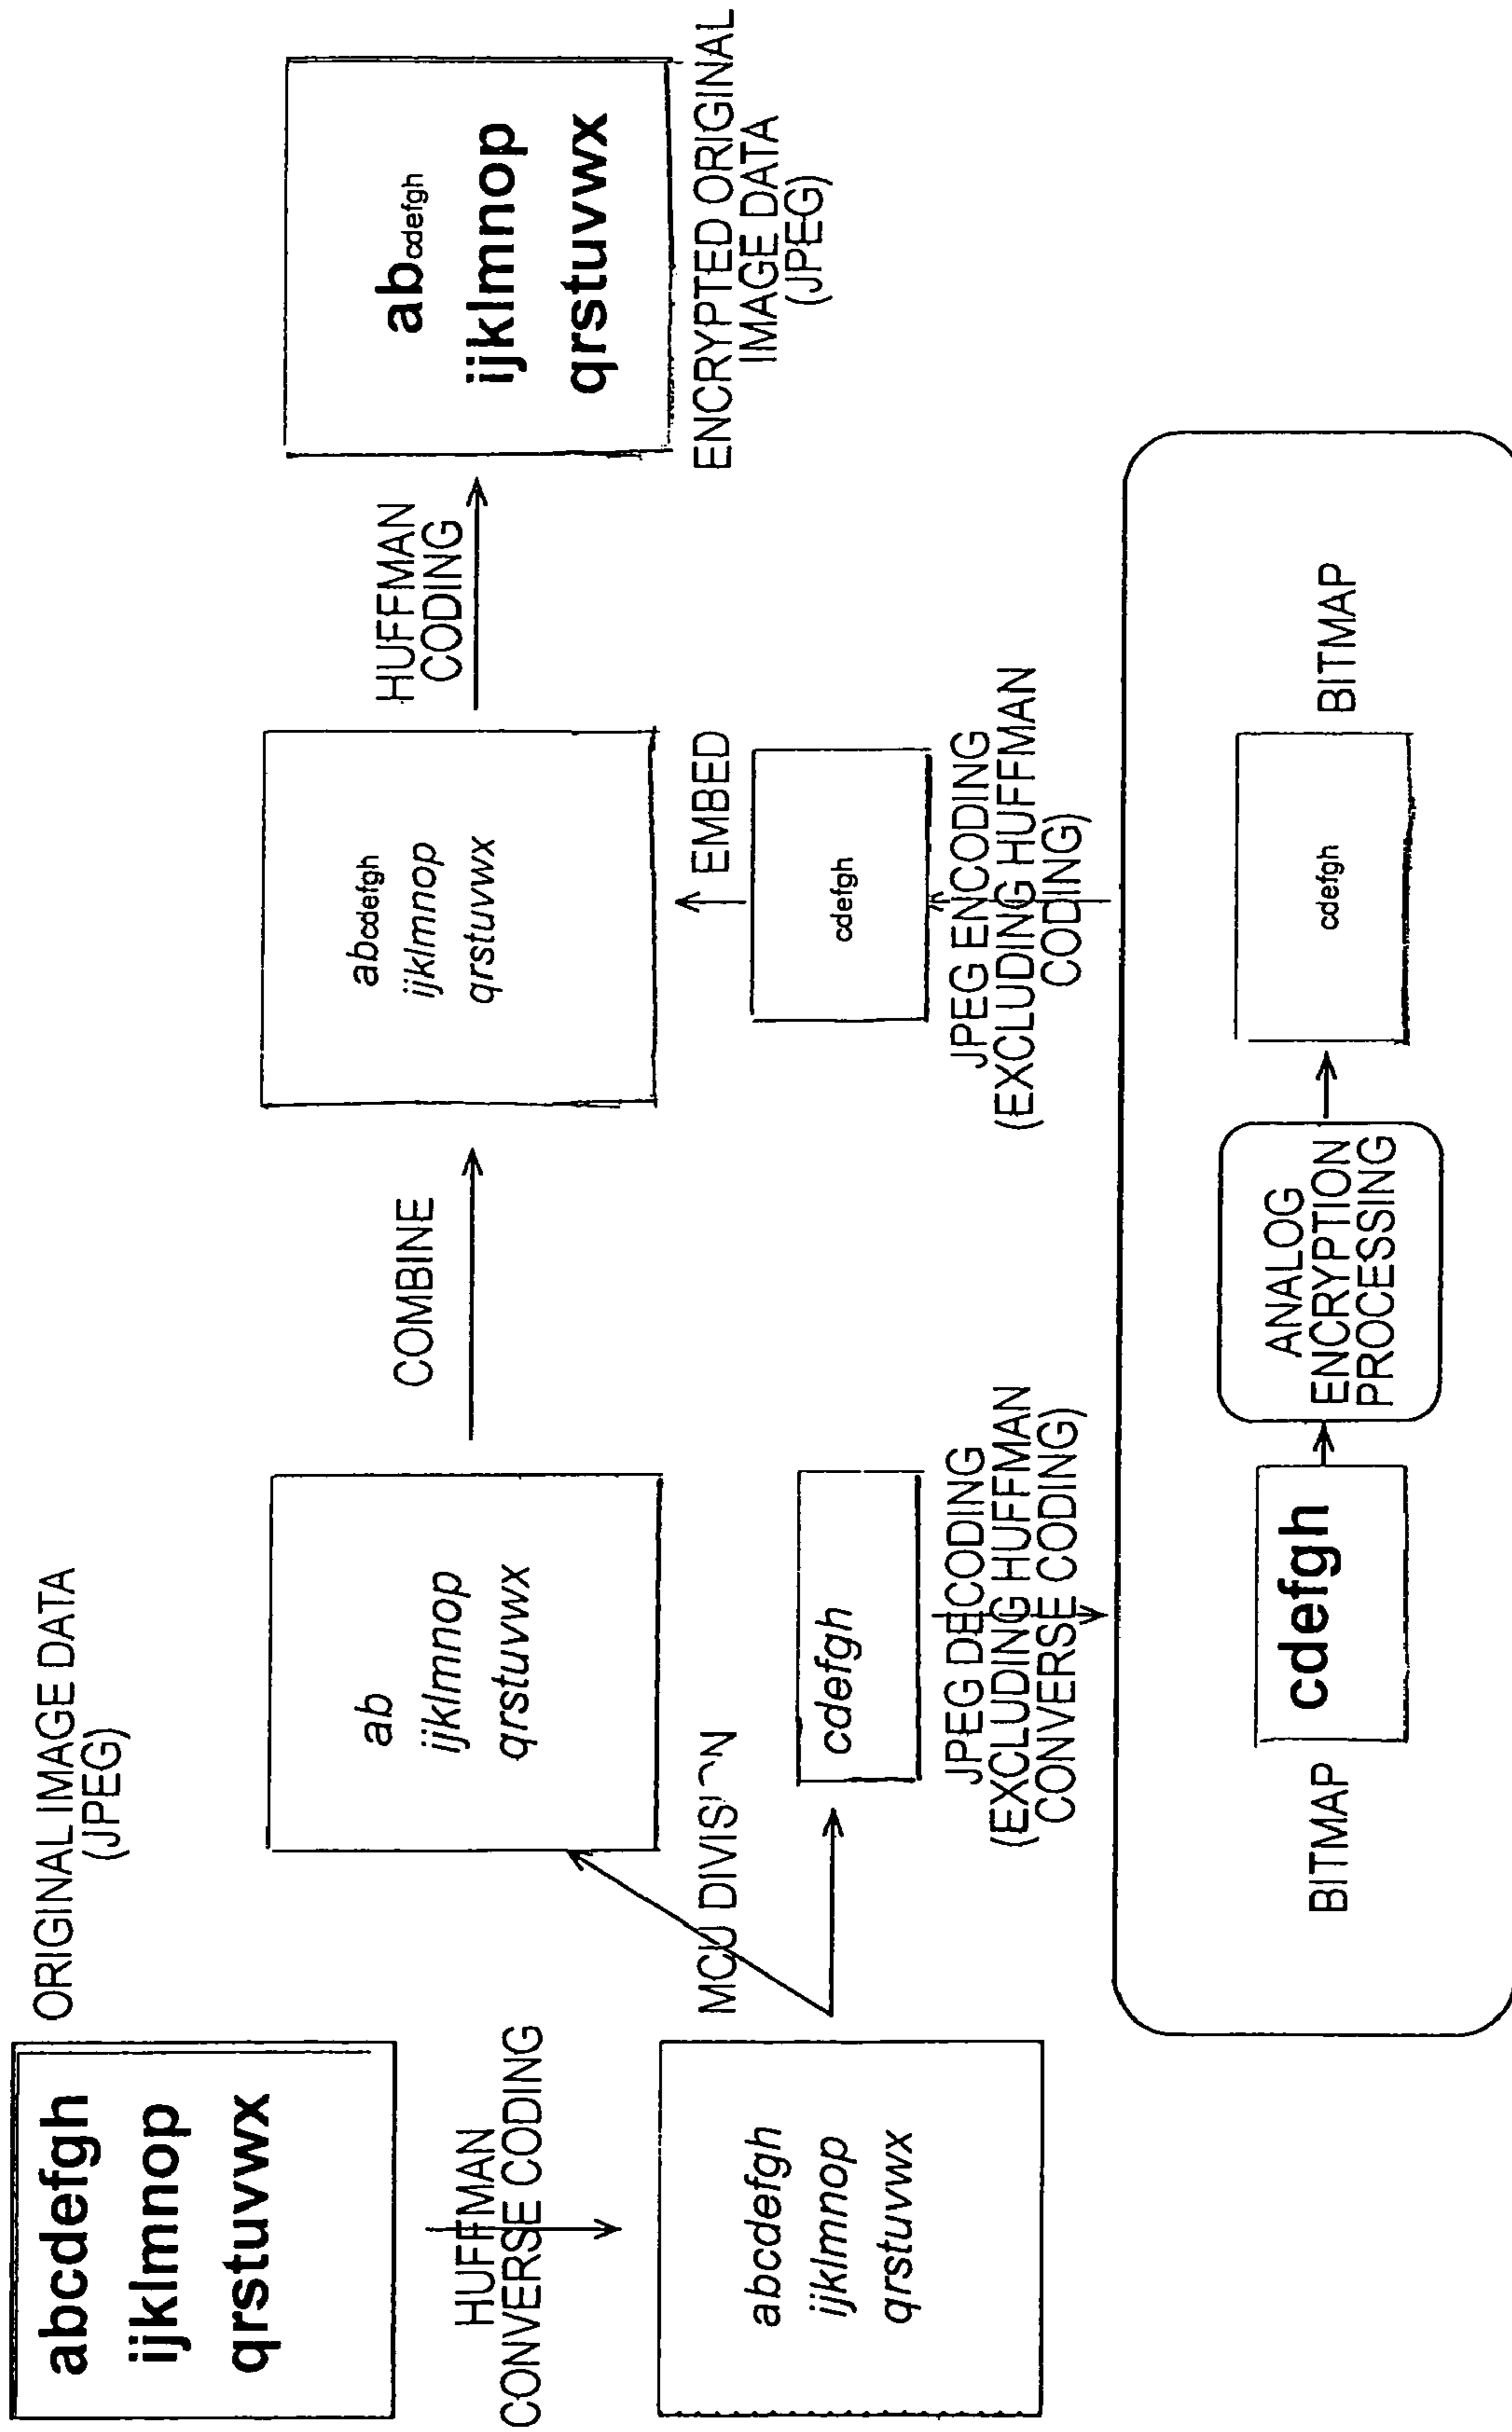 abcdefgh
ijklmnop
qrstuvwx
ORIGINAL IMAGE DATA
(JPEG)
HUFFMAN
CONVERSE CODING
abcdefgh
ijklmnop
qrstuvwx
MCU DIVISION
ab
ijklmnop
qrstuvwx
cdefgh
JPEG DECODING
(EXCLUDING HUFFMAN
CONVERSE CODING)
BITMAP
cdefgh
ANALOG
ENCRYPTION
PROCESSING
cdefgh
BITMAP
JPEG ENCODING
(EXCLUDING HUFFMAN
CODING)
cdefgh
EMBED
COMBINE
abcdefgh
ijklmnop
qrstuvwx
HUFFMAN
CODING
abcdefgh
ijklmnop
qrstuvwx
ENCRYPTED ORIGINAL
IMAGE DATA
(JPEG)